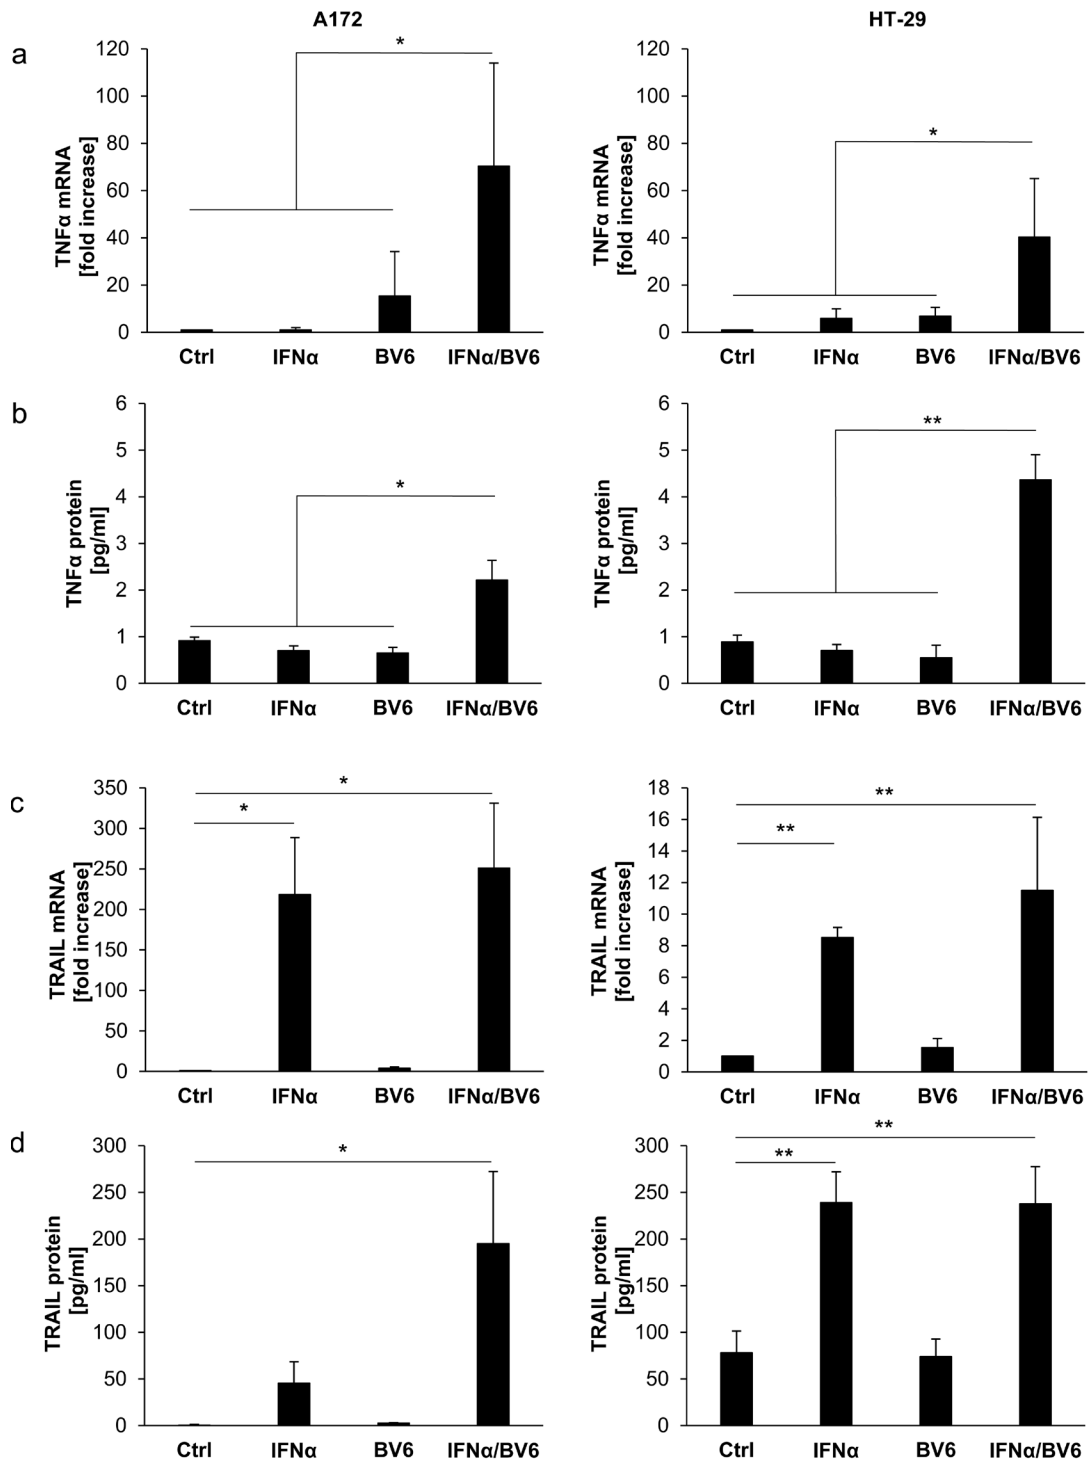 A172
HT-29
a
TNFα mRNA
[fold increase]
120
100
80
60
40
20
0
*
Ctrl IFNα BV6 IFNα/BV6
TNFα mRNA
[fold increase]
120
100
80
60
40
20
0
*
Ctrl IFNα BV6 IFNα/BV6
b
TNFα protein
[pg/ml]
6
5
4
3
2
1
0
*
Ctrl IFNα BV6 IFNα/BV6
TNFα protein
[pg/ml]
6
5
4
3
2
1
0
**
Ctrl IFNα BV6 IFNα/BV6
c
TRAIL mRNA
[fold increase]
350
300
250
200
150
100
50
0
*
*
Ctrl IFNα BV6 IFNα/BV6
TRAIL mRNA
[fold increase]
18
16
14
12
10
8
6
4
2
0
**
**
Ctrl IFNα BV6 IFNα/BV6
d
TRAIL protein
[pg/ml]
300
250
200
150
100
50
0
*
Ctrl IFNα BV6 IFNα/BV6
TRAIL protein
[pg/ml]
300
250
200
150
100
50
0
**
**
Ctrl IFNα BV6 IFNα/BV6